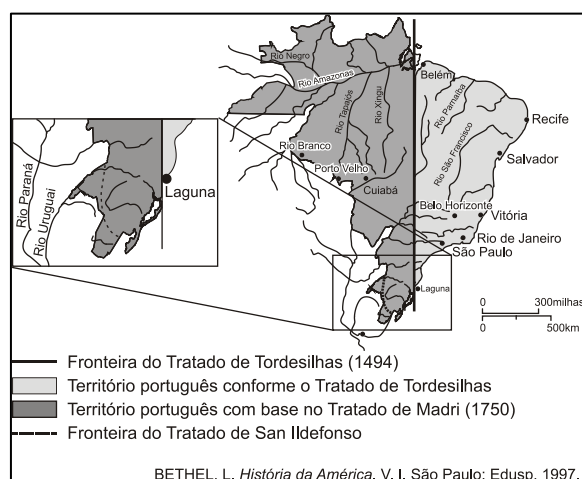 Rio Negro
Rio Amazonas
Belém
Rio Tapajós
Rio Xingu
Rio Parnaíba
Recife
Rio São Francisco
Rio Branco
Salvador
Porto Velho
Cuiabá
Belo Horizonte
Vitória
Rio de Janeiro
São Paulo
Laguna
Rio Paraná
Rio Uruguai
Laguna
0 300milhas
0 500km
Fronteira do Tratado de Tordesilhas (1494)
Território português conforme o Tratado de Tordesilhas
Território português com base no Tratado de Madri (1750)
Fronteira do Tratado de San Ildefonso
BETHEL, L. História da América. V. I. São Paulo: Edusp, 1997.